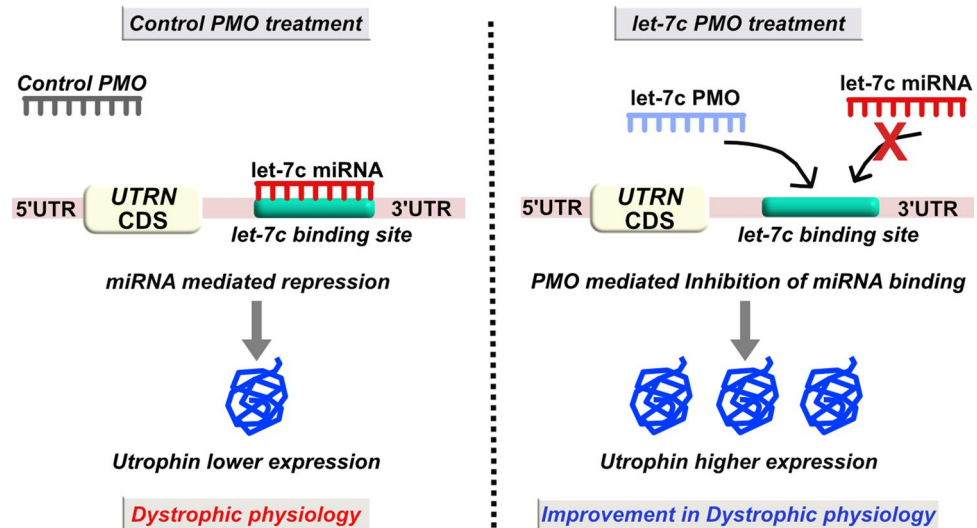 Control PMO treatment
Control PMO
let-7c miRNA
5'UTR
UTRN
CDS
3'UTR
let-7c binding site
miRNA mediated repression
Utrophin lower expression
Dystrophic physiology
let-7c PMO treatment
let-7c PMO
let-7c miRNA
X
5'UTR
UTRN
CDS
3'UTR
let-7c binding site
PMO mediated Inhibition of miRNA binding
Utrophin higher expression
Improvement in Dystrophic physiology